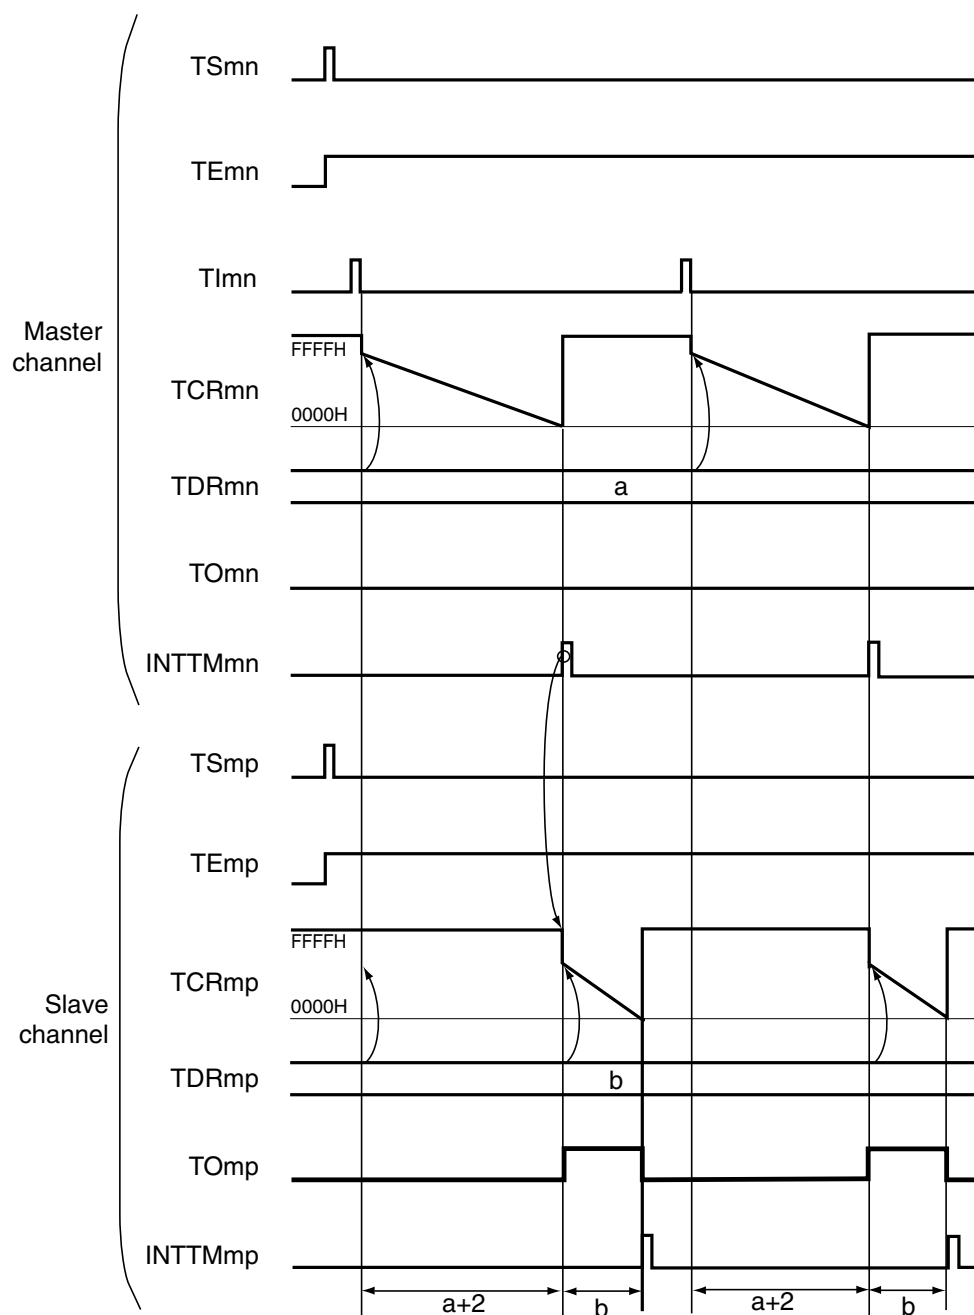 TSmn
TEmn
TImn
Master
channel
FFFFH
TCRmn
0000H
TDRmn
a
TOmn
INTTMmn
TSmp
TEmp
FFFFH
TCRmp
Slave
channel
0000H
TDRmp
b
TOmp
INTTMmp
a+2 b a+2 b